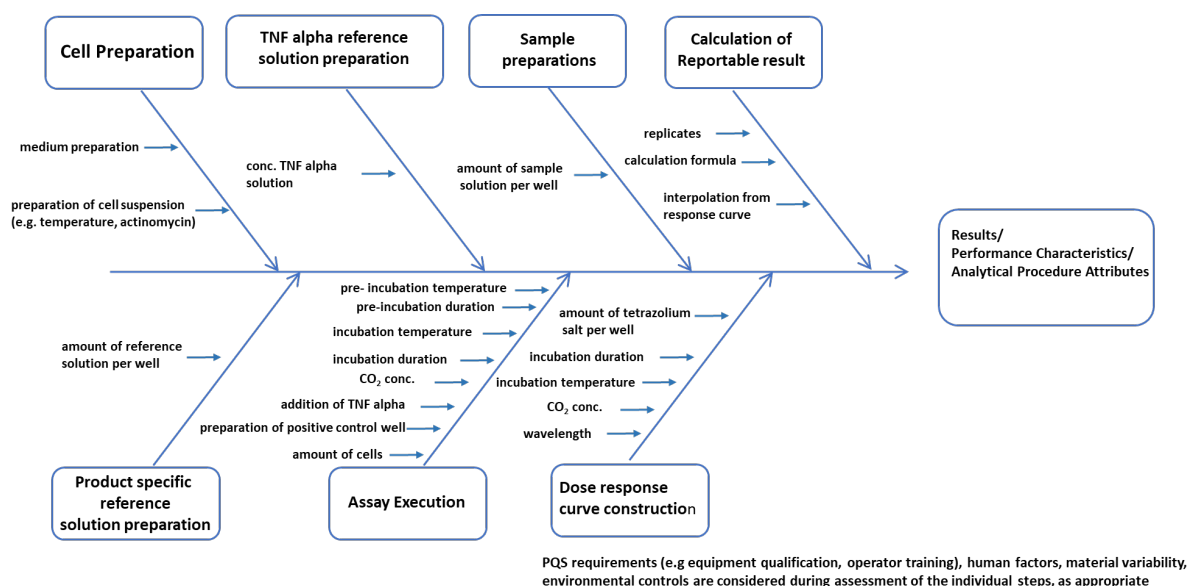 Cell Preparation
TNF alpha reference
solution preparation
Sample
preparations
Calculation of
Reportable result
medium preparation
preparation of cell suspension
(e.g. temperature, actinomycin)
conc. TNF alpha
solution
amount of sample
solution per well
replicates
calculation formula
interpolation from
response curve
Results/
Performance Characteristics/
Analytical Procedure Attributes
amount of reference
solution per well
pre- incubation temperature
pre-incubation duration
incubation temperature
incubation duration
CO₂ conc.
addition of TNF alpha
preparation of positive control well
amount of cells
amount of tetrazolium
salt per well
incubation duration
incubation temperature
CO₂ conc.
wavelength
Product specific
reference
solution preparation
Assay Execution
Dose response
curve construction
PQS requirements (e.g equipment qualification, operator training), human factors, material variability,
environmental controls are considered during assessment of the individual steps, as appropriate